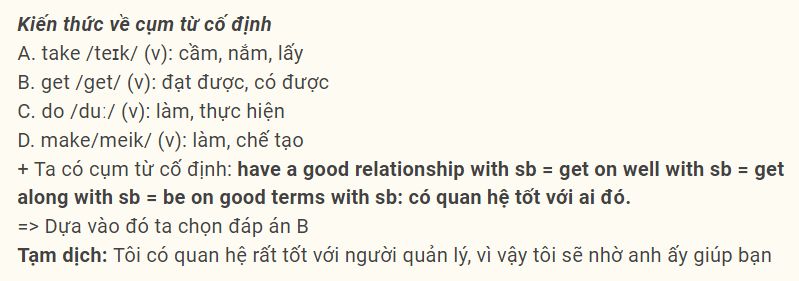 Kiến thức về cụm từ cố định
A. take /teɪk/ (v): cầm, nắm, lấy
B. get /get/ (v): đạt được, có được
C. do /duː/ (v): làm, thực hiện
D. make/meik/ (v): làm, chế tạo
+ Ta có cụm từ cố định: have a good relationship with sb = get on well with sb = get
along with sb = be on good terms with sb: có quan hệ tốt với ai đó.
=> Dựa vào đó ta chọn đáp án B
Tạm dịch: Tôi có quan hệ rất tốt với người quản lý, vì vậy tôi sẽ nhờ anh ấy giúp bạn